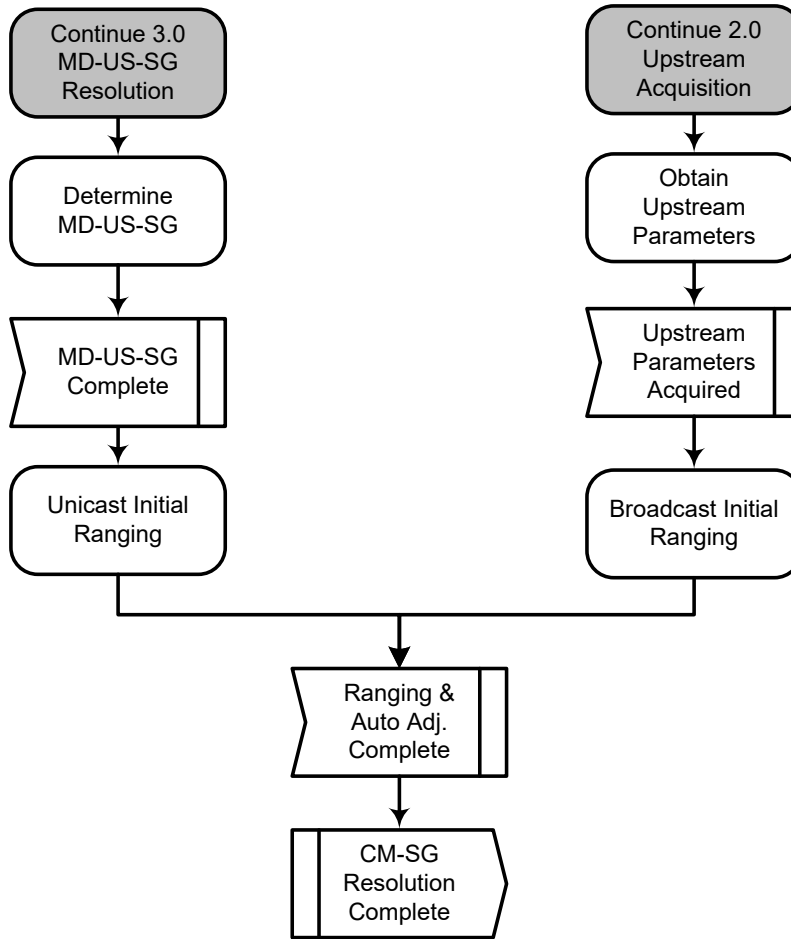 Continue 3.0
MD-US-SG
Resolution
Continue 2.0
Upstream
Acquisition
Determine
MD-US-SG
Obtain
Upstream
Parameters
MD-US-SG
Complete
Upstream
Parameters
Acquired
Unicast Initial
Ranging
Broadcast Initial
Ranging
Ranging &
Auto Adj.
Complete
CM-SG
Resolution
Complete